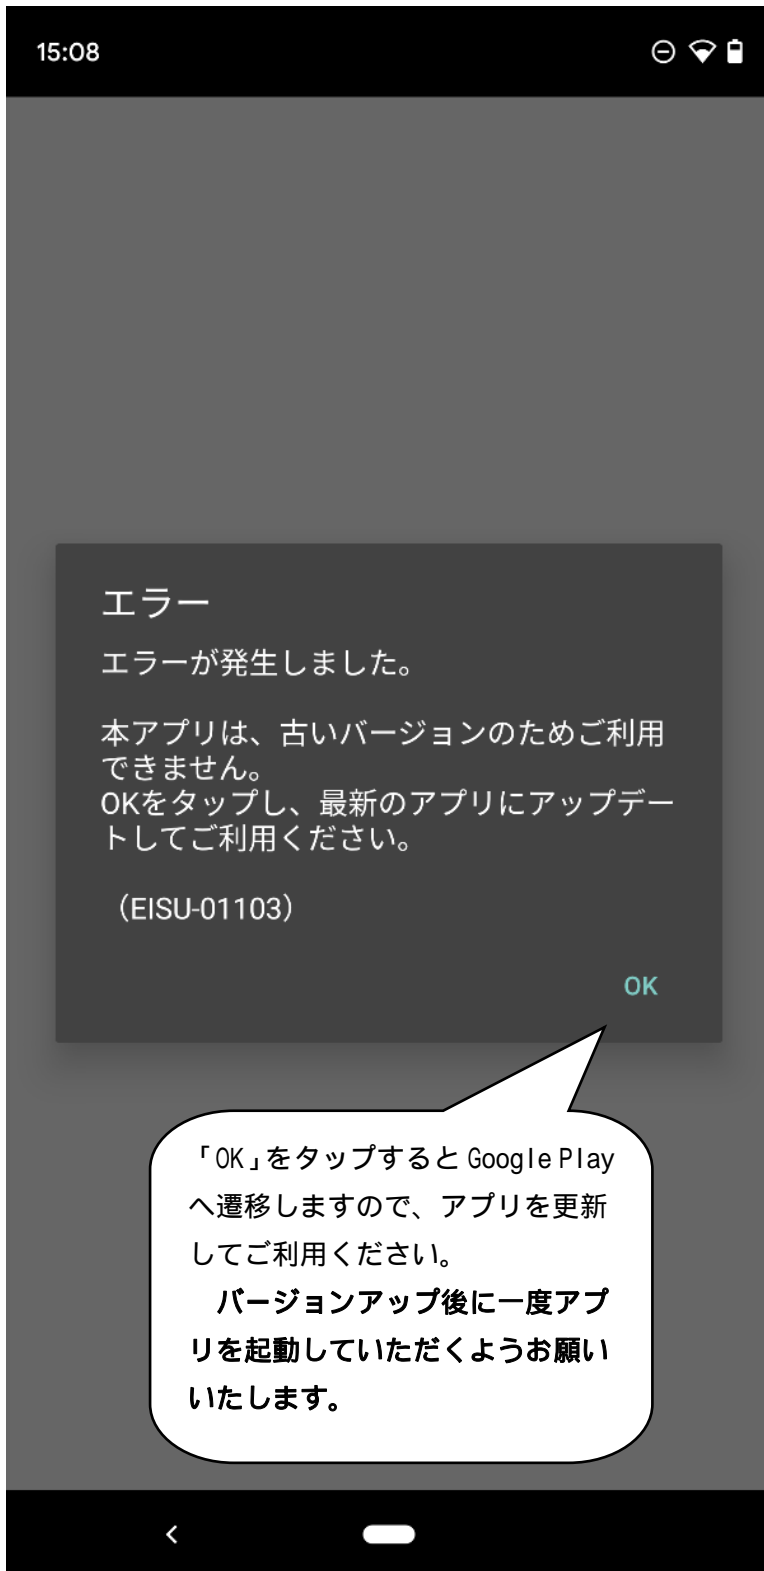 15:08
エラー
エラーが発生しました。
本アプリは、古いバージョンのためご利用
できません。
OKをタップし、最新のアプリにアップデー
トしてご利用ください。
（EISU-01103）
OK
「OK」をタップすると Google Play
へ遷移しますので、アプリを更新
してご利用ください。
　バージョンアップ後に一度アプ
リを起動していただくようお願い
いたします。